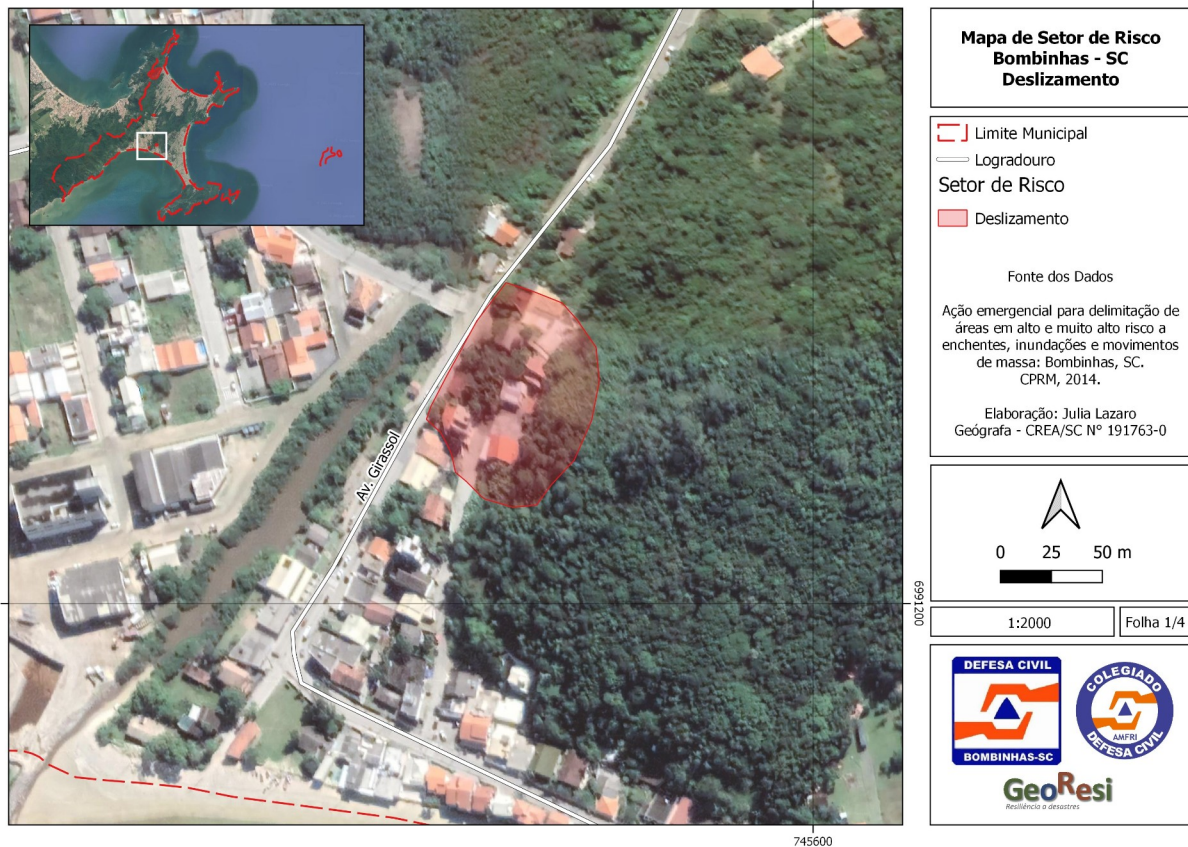 Mapa de Setor de Risco
Bombinhas - SC
Deslizamento
Limite Municipal
Logradouro
Setor de Risco
Deslizamento
Fonte dos Dados
Ação emergencial para delimitação de
áreas em alto e muito alto risco a
enchentes, inundações e movimentos
de massa: Bombinhas, SC.
CPRM, 2014.
Elaboração: Julia Lazaro
Geógrafa - CREA/SC N° 191763-0
Av. Girassol
0 25 50 m
6991200
1:2000
Folha 1/4
DEFESA CIVIL
BOMBINHAS-SC
COLEGIADO
AMFRI
DEFESA CIVIL
GeoResi
Resiliência a desastres
745600